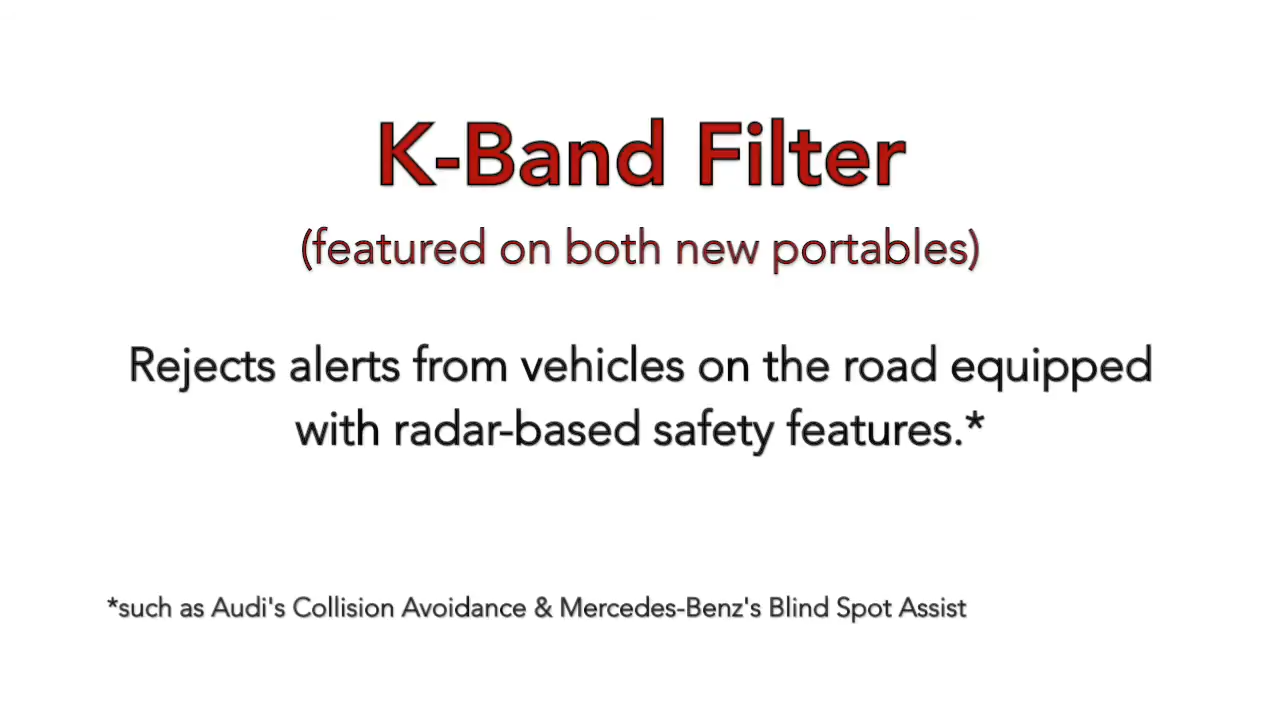 K-Band Filter
(featured on both new portables)
Rejects alerts from vehicles on the road equipped
with radar-based safety features.*
*such as Audi's Collision Avoidance & Mercedes-Benz's Blind Spot Assist